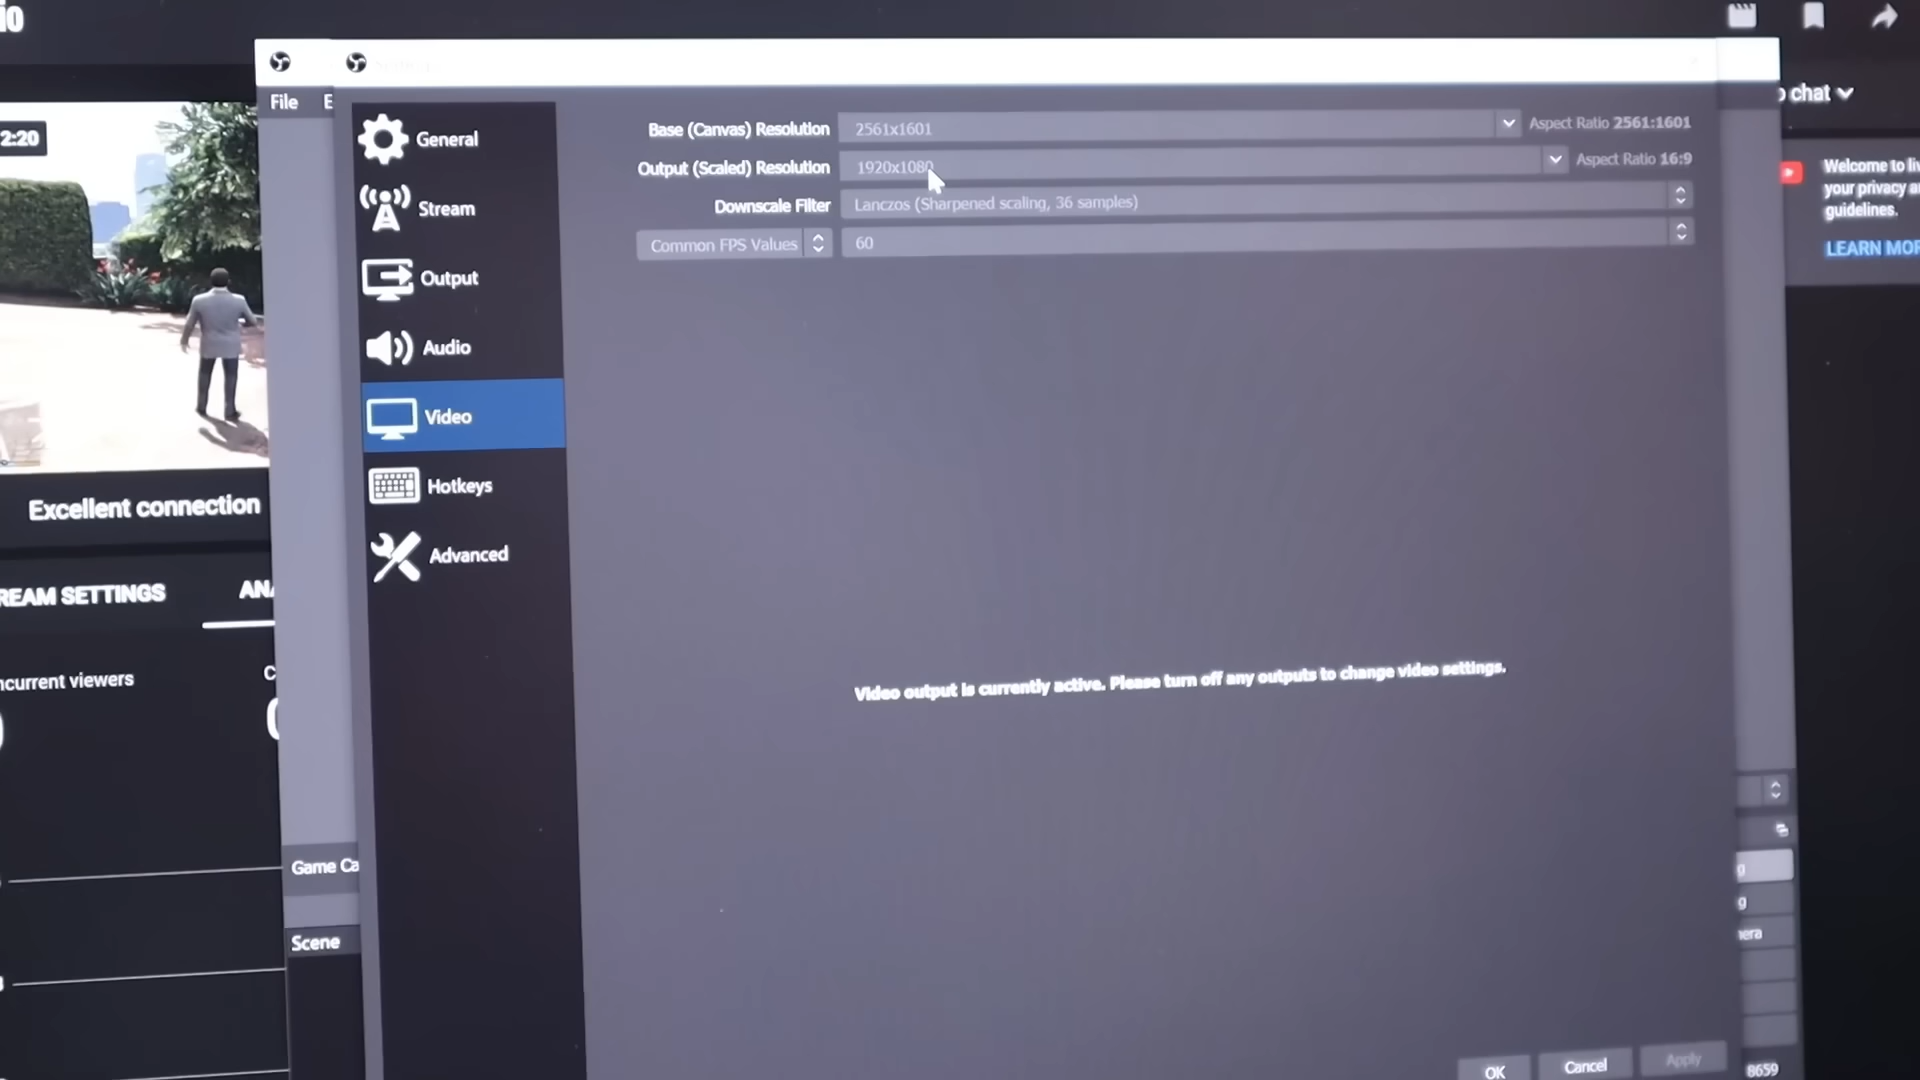 io
File
E
chat
2:20
General
Base (Canvas) Resolution
2561x1601
Aspect Ratio 2561:1601
Output (Scaled) Resolution
1920x1080
Aspect Ratio 16:9
Welcome to li
your privacy a
guidelines.
LEARN MOR
Stream
Downscale Filter
Lanczos (Sharpened scaling, 36 samples)
Common FPS Values
60
Output
Audio
Video
Hotkeys
Excellent connection
Advanced
REAM SETTINGS
ANA
ncurrent viewers
C
Video output is currently active. Please turn off any outputs to change video settings.
Game Ca
g
g
nera
Scene
OK
Cancel
Apply
8659